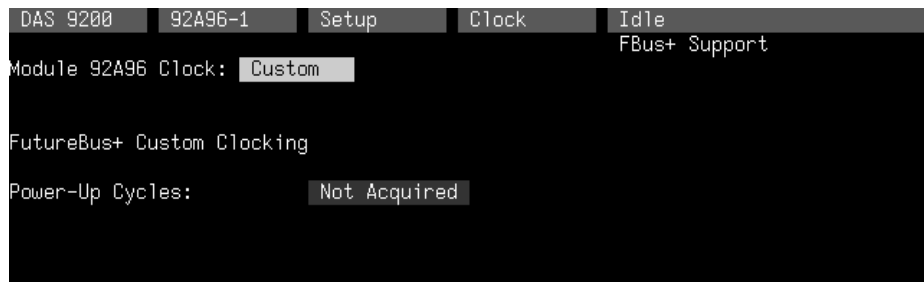 DAS 9200 92A96-1 Setup Clock Idle
FBus+ Support
Module 92A96 Clock: Custom
FutureBus+ Custom Clocking
Power-Up Cycles: Not Acquired